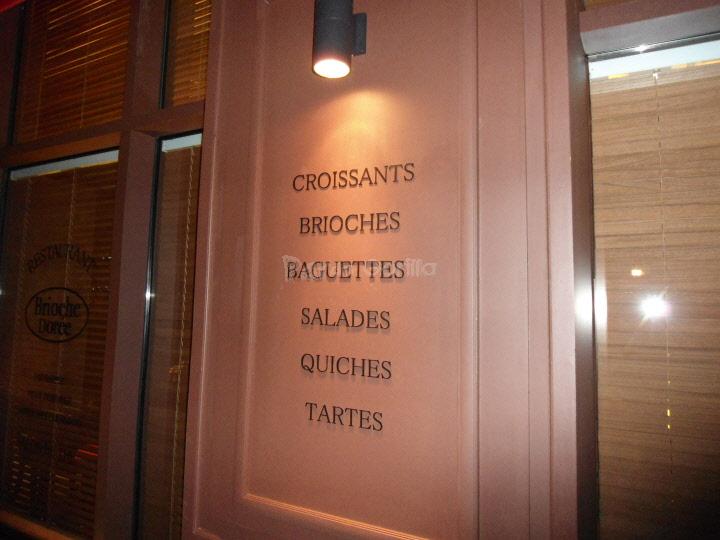 RESTAURANT
Brioche
Dorée
CROISSANTS
BRIOCHES
BAGUETTES
SALADES
QUICHES
TARTES